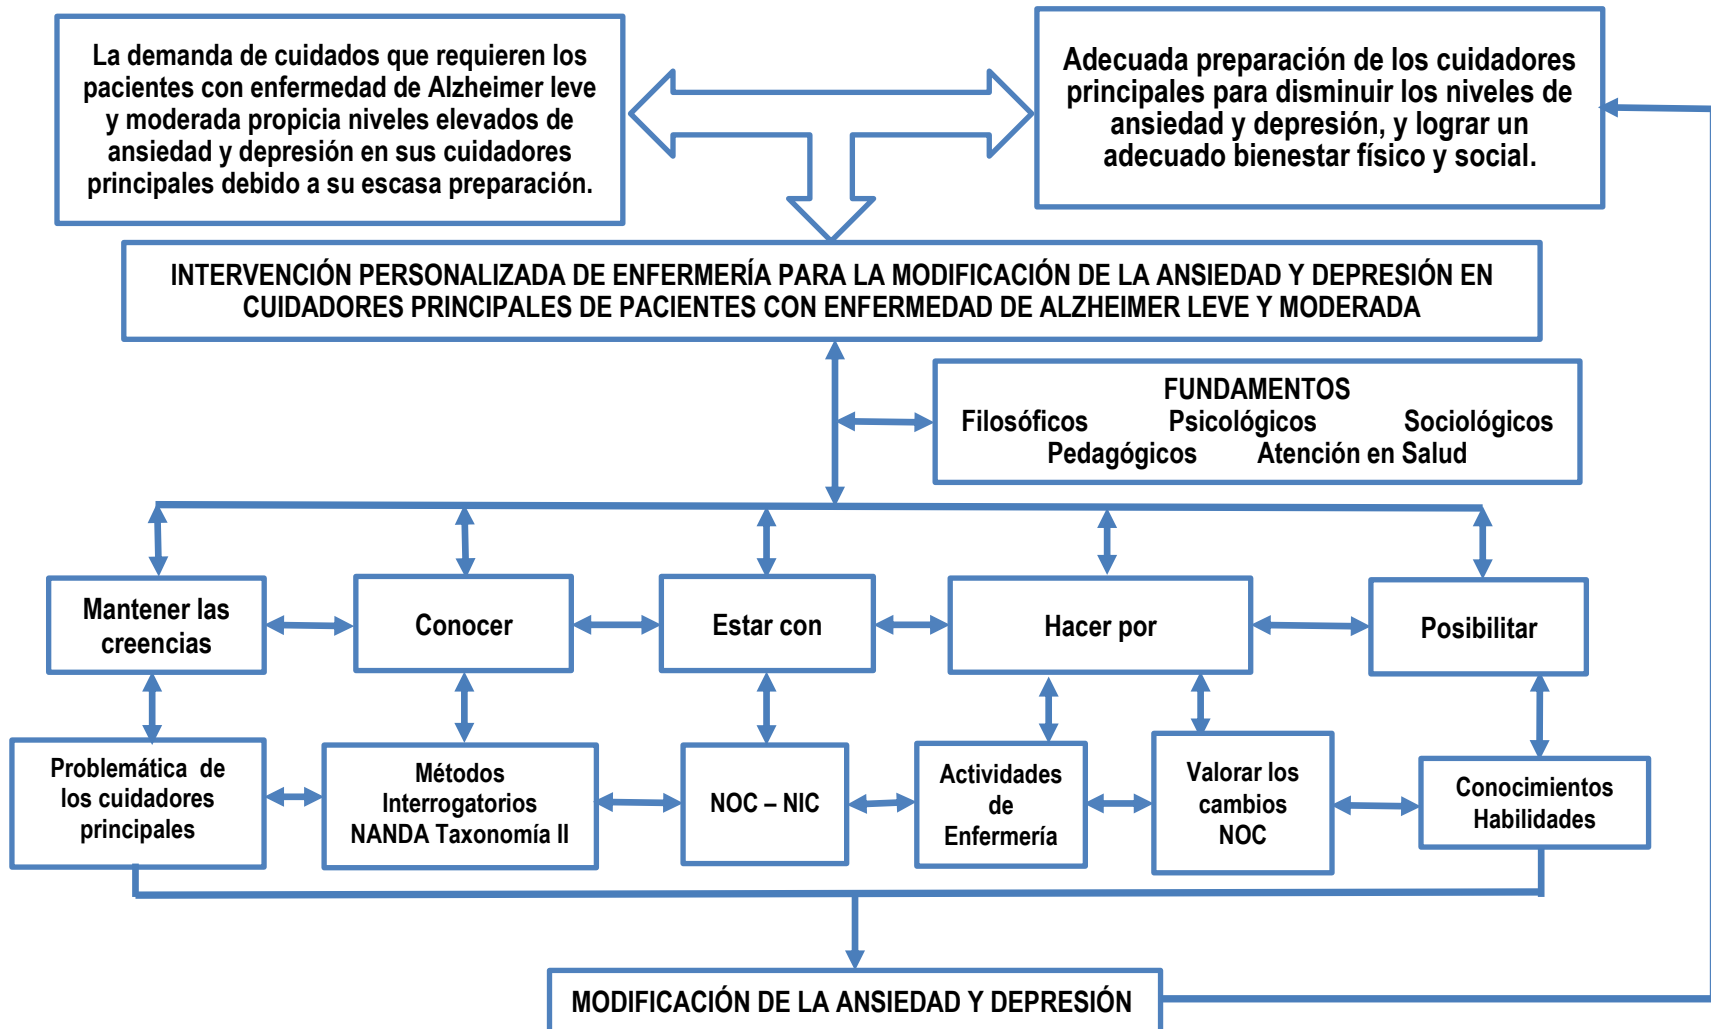 La demanda de cuidados que requieren los
pacientes con enfermedad de Alzheimer leve
y moderada propicia niveles elevados de
ansiedad y depresión en sus cuidadores
principales debido a su escasa preparación.
Adecuada preparación de los cuidadores
principales para disminuir los niveles de
ansiedad y depresión, y lograr un
adecuado bienestar físico y social.
INTERVENCIÓN PERSONALIZADA DE ENFERMERÍA PARA LA MODIFICACIÓN DE LA ANSIEDAD Y DEPRESIÓN EN
CUIDADORES PRINCIPALES DE PACIENTES CON ENFERMEDAD DE ALZHEIMER LEVE Y MODERADA
FUNDAMENTOS
Filosóficos Psicológicos Sociológicos
Pedagógicos Atención en Salud
Mantener las
creencias
Conocer
Estar con
Hacer por
Posibilitar
Problemática de
los cuidadores
principales
Métodos
Interrogatorios
NANDA Taxonomía II
NOC – NIC
Actividades
de
Enfermería
Valorar los
cambios
NOC
Conocimientos
Habilidades
MODIFICACIÓN DE LA ANSIEDAD Y DEPRESIÓN